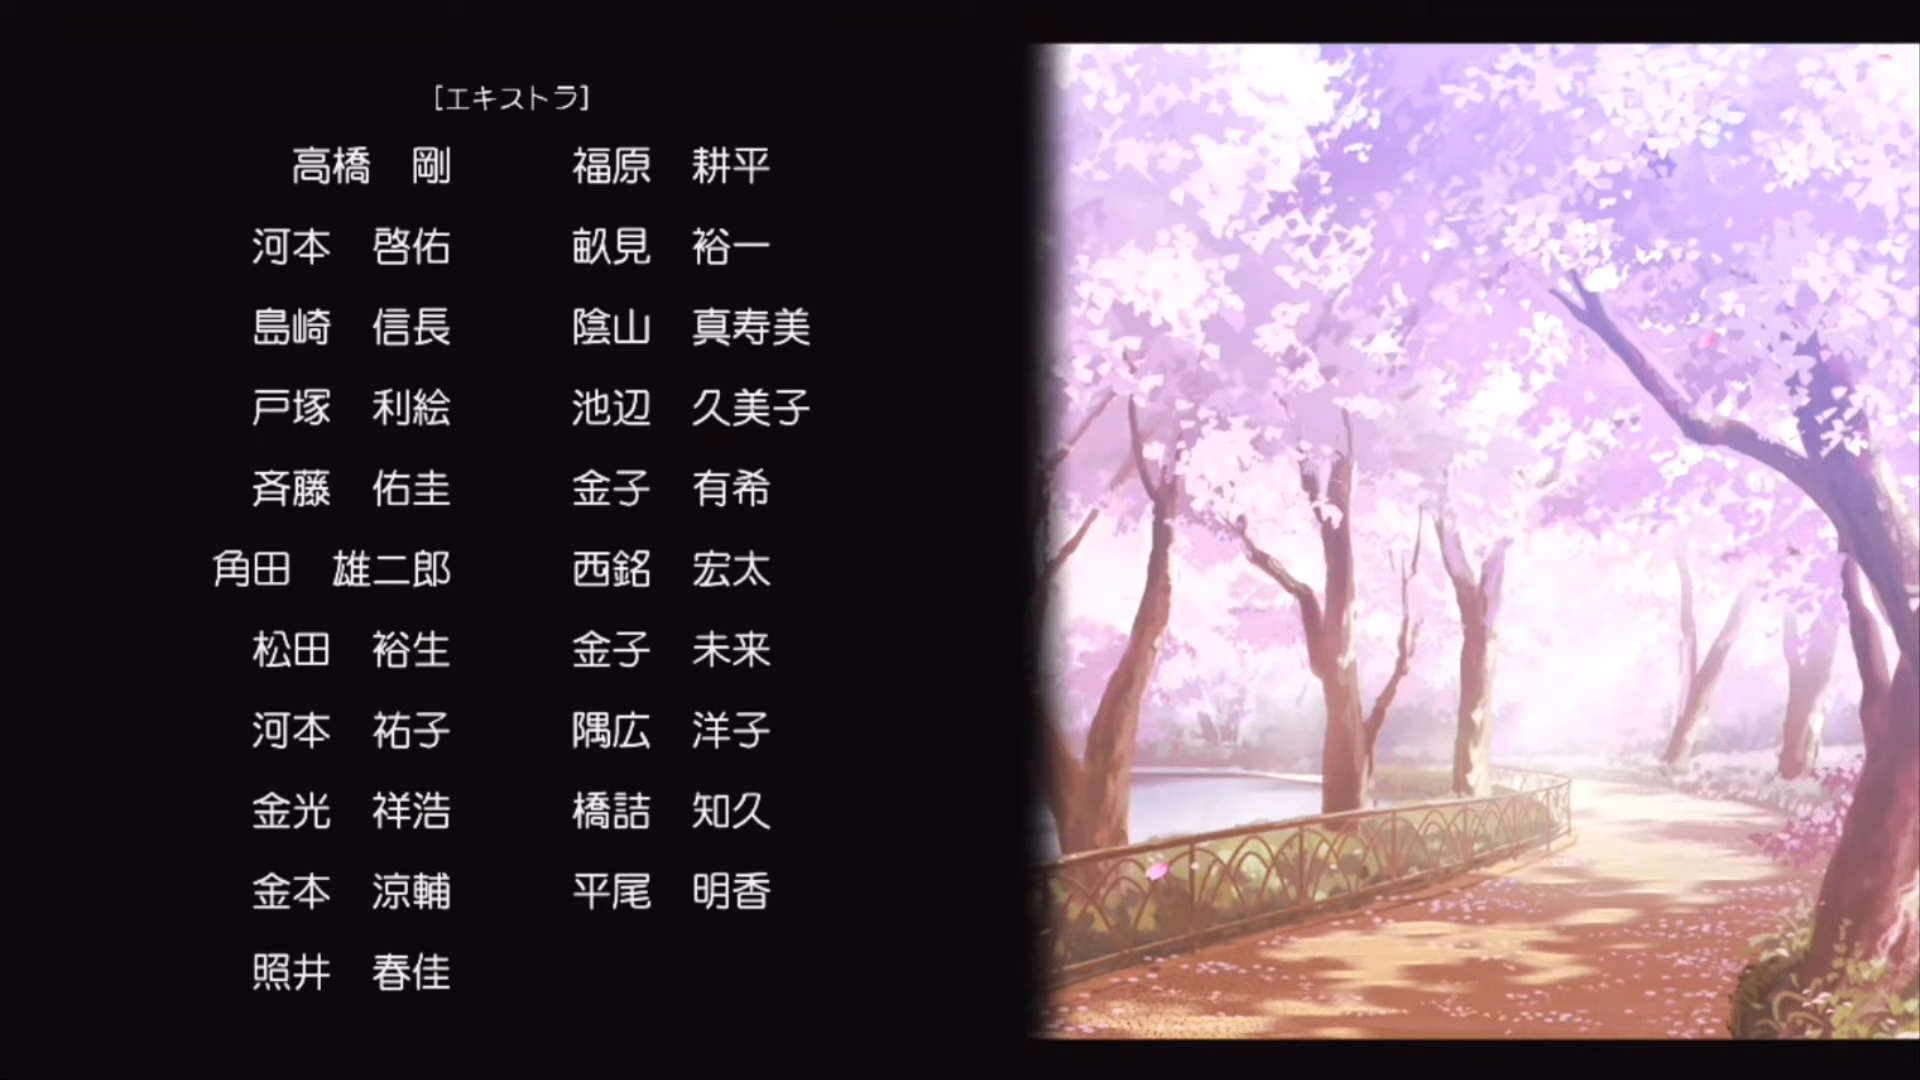 [エキストラ]
高橋　剛　　　福原　耕平
河本　啓佑　　　畝見　裕一
島崎　信長　　　陰山　真寿美
戸塚　利絵　　　池辺　久美子
斉藤　佑圭　　　金子　有希
角田　雄二郎　　　西銘　宏太
松田　裕生　　　金子　未来
河本　祐子　　　隅広　洋子
金光　祥浩　　　橋詰　知久
金本　涼輔　　　平尾　明香
照井　春佳